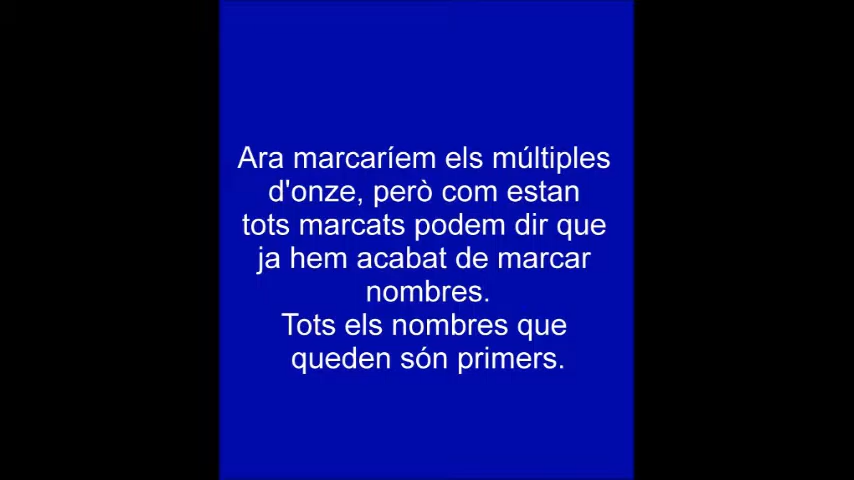 Ara marcaríem els múltiples
d'onze, però com estan
tots marcats podem dir que
ja hem acabat de marcar
nombres.
Tots els nombres que
queden són primers.